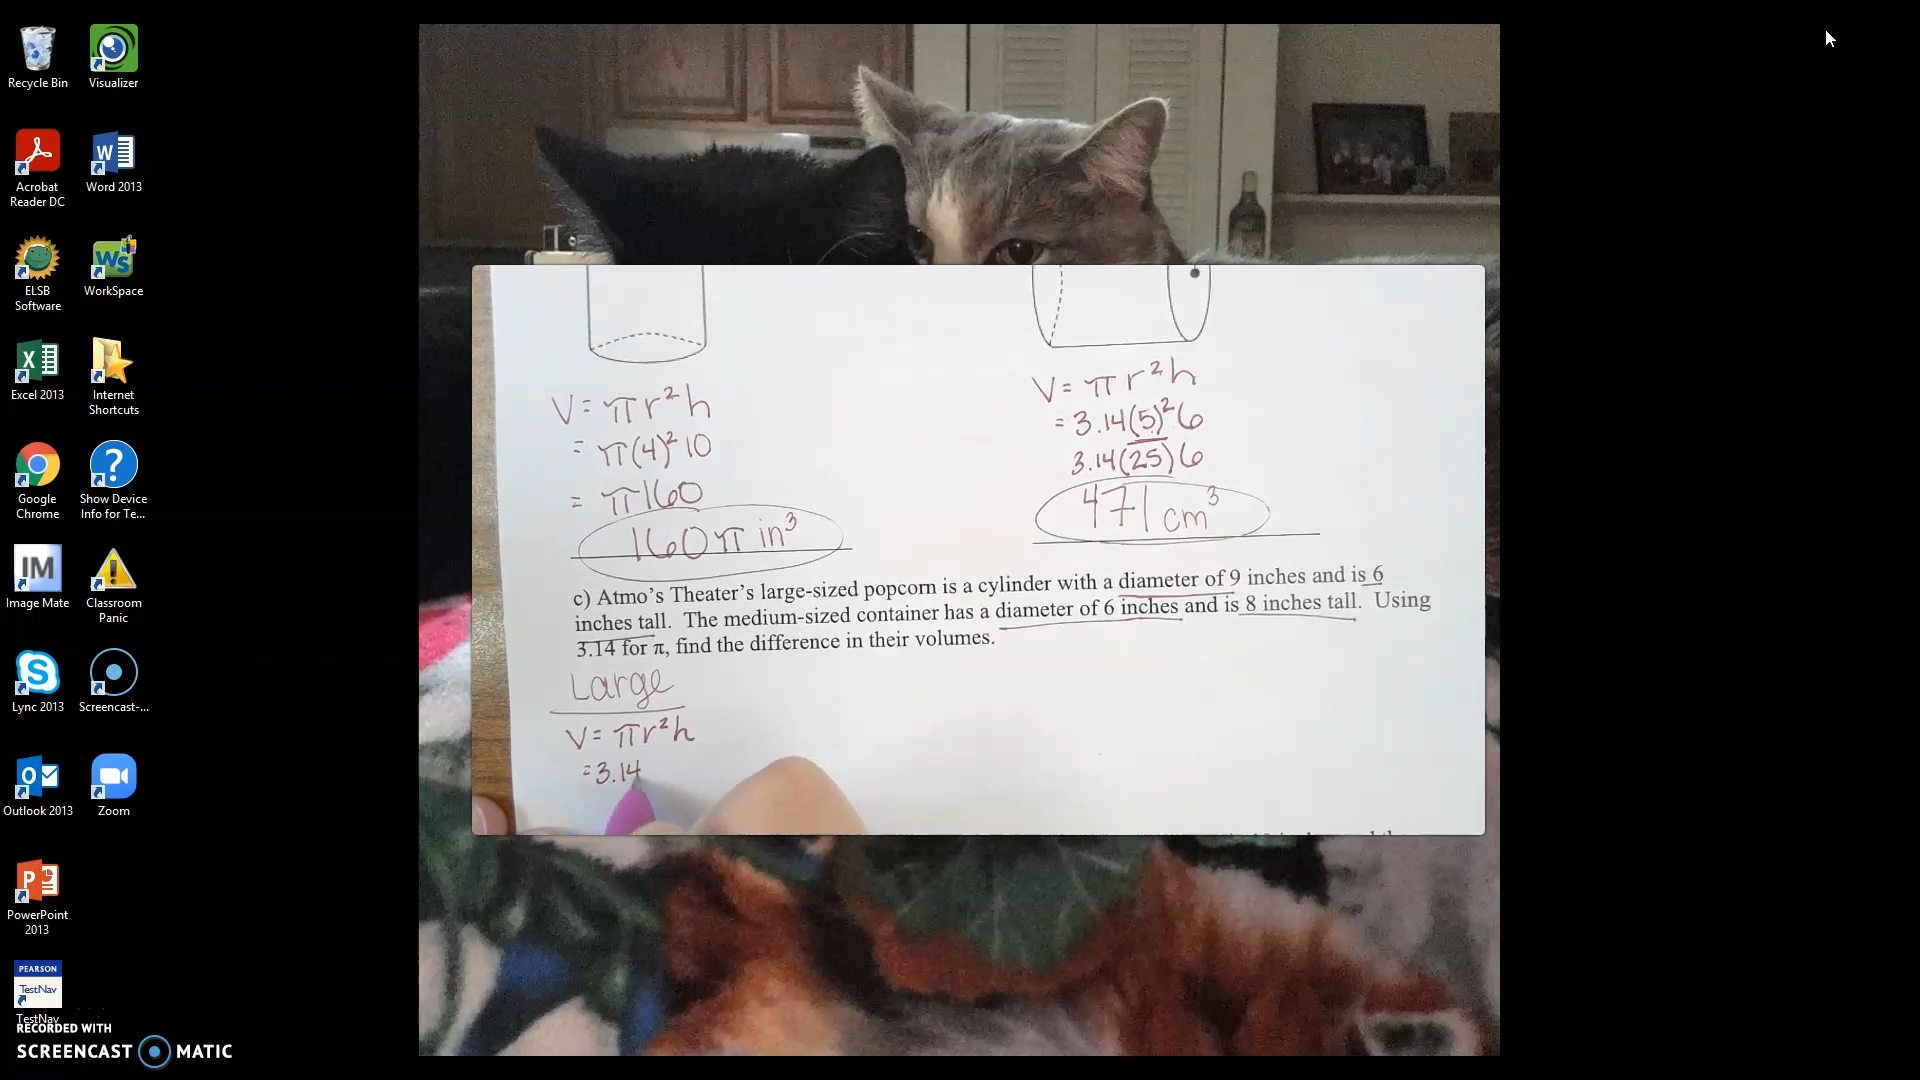 Recycle Bin
Visualizer
Acrobat
Reader DC
Word 2013
ELSB
Software
WorkSpace
Excel 2013
Internet
Shortcuts
Google
Chrome
Show Device
Info for Te...
IM
Image Mate
Classroom
Panic
Lync 2013
Screencast-...
Outlook 2013
Zoom
PowerPoint
2013
PEARSON
TestNav
TestNav
RECORDED WITH
SCREENCAST MATIC
V = πr²h
= π(4)²10
= π160
160π in³
V = πr²h
= 3.14(5)²6
3.14(25)6
471 cm³
c) Atmo's Theater's large-sized popcorn is a cylinder with a diameter of 9 inches and is 6
inches tall. The medium-sized container has a diameter of 6 inches and is 8 inches tall. Using
3.14 for π, find the difference in their volumes.
Large
V = πr²h
= 3.14